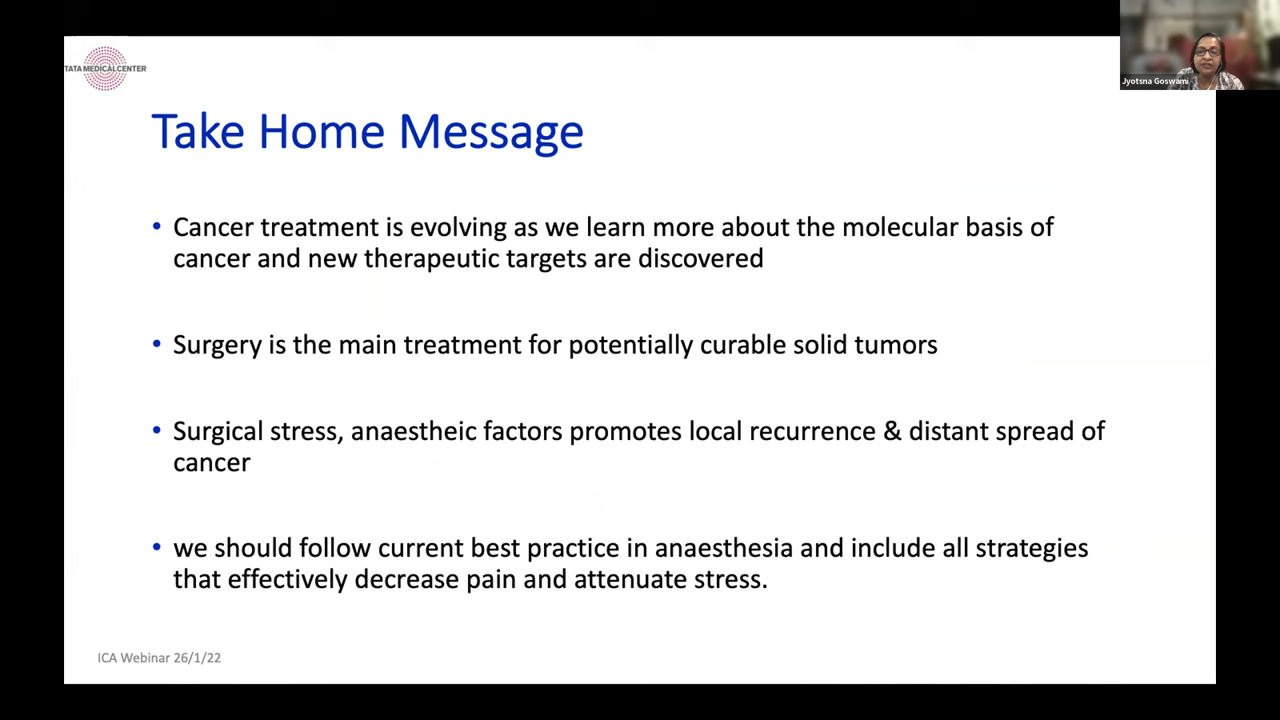 TATA MEDICAL CENTER
Jyotsna Goswami
Take Home Message
• Cancer treatment is evolving as we learn more about the molecular basis of
cancer and new therapeutic targets are discovered
• Surgery is the main treatment for potentially curable solid tumors
• Surgical stress, anaestheic factors promotes local recurrence & distant spread of
cancer
• we should follow current best practice in anaesthesia and include all strategies
that effectively decrease pain and attenuate stress.
ICA Webinar 26/1/22